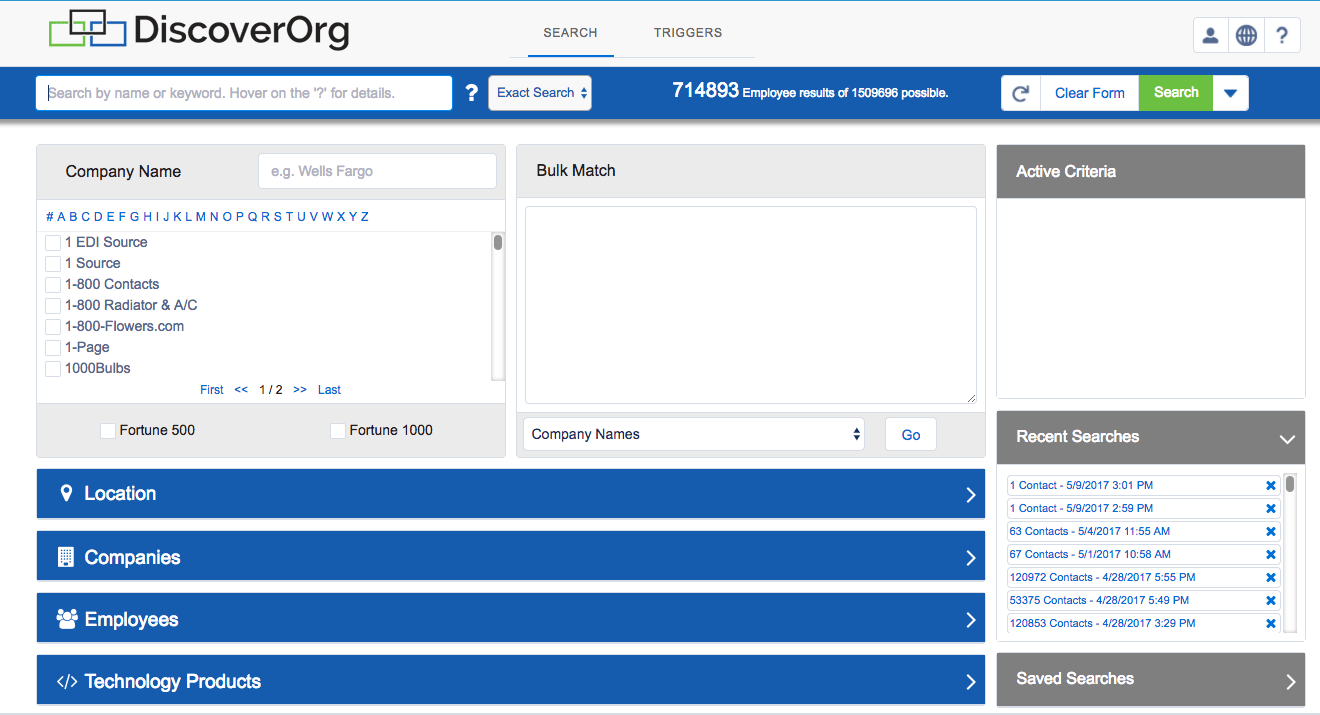 DiscoverOrg
SEARCH
TRIGGERS
?
Search by name or keyword. Hover on the '?' for details.
?
Exact Search
714893 Employee results of 1509696 possible.
Clear Form
Search
Company Name
e.g. Wells Fargo
# A B C D E F G H I J K L M N O P Q R S T U V W X Y Z
1 EDI Source
1 Source
1-800 Contacts
1-800 Radiator & A/C
1-800-Flowers.com
1-Page
1000Bulbs
First << 1 / 2 >> Last
Fortune 500
Fortune 1000
Bulk Match
Company Names
Go
Location
Companies
Employees
</> Technology Products
Active Criteria
Recent Searches
1 Contact - 5/9/2017 3:01 PM
1 Contact - 5/9/2017 2:59 PM
63 Contacts - 5/4/2017 11:55 AM
67 Contacts - 5/1/2017 10:58 AM
120972 Contacts - 4/28/2017 5:55 PM
53375 Contacts - 4/28/2017 5:49 PM
120853 Contacts - 4/28/2017 3:29 PM
Saved Searches